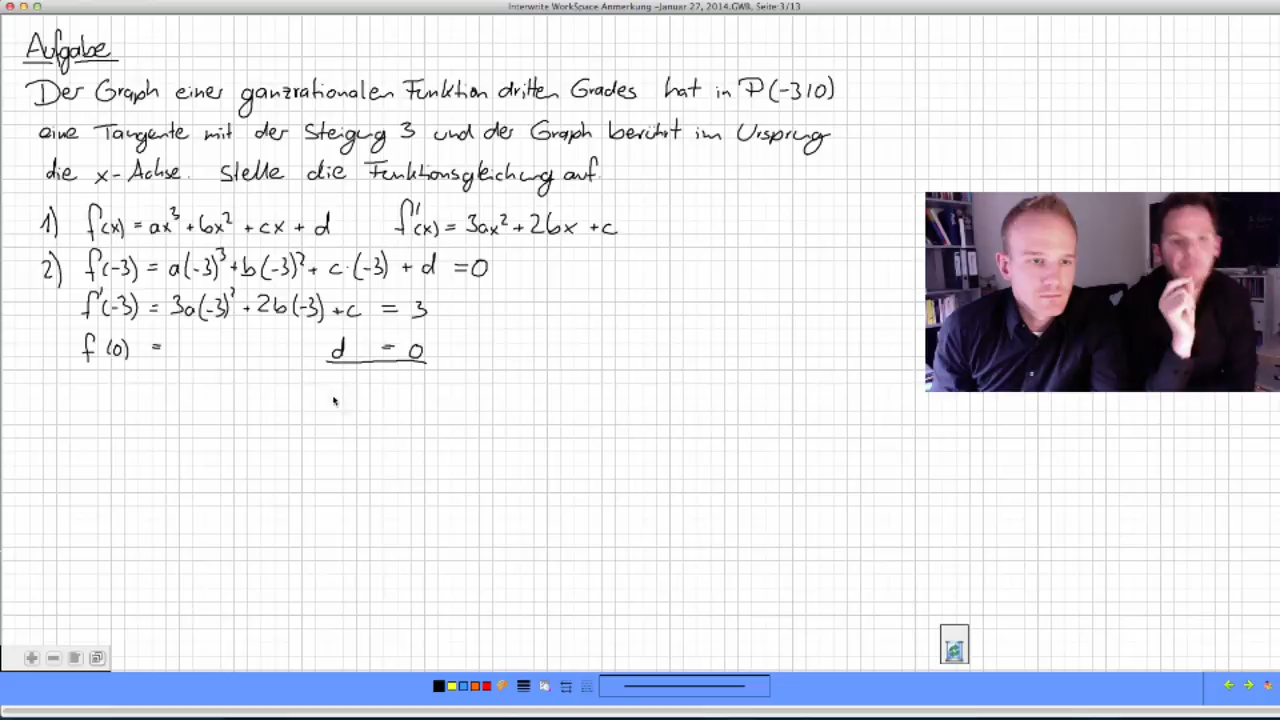 Interwrite WorkSpace Anmerkung -Januar 27, 2014.GWB, Seite:3/13
Aufgabe
Der Graph einer ganzrationalen Funktion dritten Grades hat in P(-3|0)
eine Tangente mit der Steigung 3 und der Graph berührt im Ursprung
die x-Achse. Stelle die Funktionsgleichung auf.
1) f(x) = ax³ + bx² + cx + d f'(x) = 3ax² + 2bx + c
2) f(-3) = a(-3)³ + b(-3)² + c·(-3) + d = 0
f'(-3) = 3a(-3)² + 2b(-3) + c = 3
f(0) = d = 0